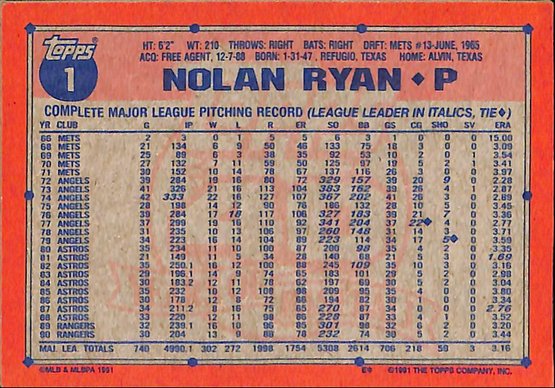 Topps
1
HT: 6'2" WT: 210 THROWS: RIGHT BATS: RIGHT DRFT: METS #13-JUNE, 1965
ACQ: FREE AGENT, 12-7-88 BORN: 1-31-47, REFUGIO, TEXAS HOME: ALVIN, TEXAS
NOLAN RYAN ♦ P
COMPLETE MAJOR LEAGUE PITCHING RECORD (LEAGUE LEADER IN ITALICS, TIE♦)
YR CLUB G IP W L R ER SO BB GS CG SHO SV ERA
66 METS 2 3 0 1 5 5 6 3 1 0 0 0 15.00
68 METS 21 134 6 9 50 46 133 75 18 3 0 0 3.09
69 METS 25 89 6 3 38 35 92 53 10 2 0 1 3.54
70 METS 27 132 7 11 59 50 125 97 19 5 2 1 3.41
71 METS 30 152 10 14 78 67 137 116 26 3 0 0 3.97
72 ANGELS 39 284 19 16 80 72 329 157 39 20 9 0 2.28
73 ANGELS 41 326 21 16 113 104 383 162 39 26 4 1 2.87
74 ANGELS 42 333 22 16 127 107 367 202 41 26 3 0 2.89
75 ANGELS 28 198 14 12 90 76 186 132 28 10 5 0 3.45
76 ANGELS 39 284 17 18 117 106 327 183 39 21 7 0 3.36
77 ANGELS 37 299 19 16 110 92 341 204 37 22♦ 4 0 2.77
78 ANGELS 31 235 10 13 106 97 260 148 31 14 3 0 3.71
79 ANGELS 34 223 16 14 104 89 223 114 34 17 5♦ 0 3.59
80 ASTROS 35 234 11 10 100 87 200 98 35 4 2 0 3.35
81 ASTROS 21 149 11 5 34 28 140 68 21 5 3 0 1.69
82 ASTROS 35 250.1 16 12 100 88 245 109 35 10 3 0 3.16
83 ASTROS 29 196.1 14 9 74 65 183 101 29 5 2 0 2.98
84 ASTROS 30 183.2 12 11 78 62 197 69 30 5 2 0 3.04
85 ASTROS 35 232 10 12 108 98 209 95 35 4 0 0 3.80
86 ASTROS 30 178 12 8 72 66 194 82 30 1 0 0 3.34
87 ASTROS 34 211.2 8 16 75 65 270 87 34 0 0 0 2.76
88 ASTROS 33 220 12 11 98 86 228 87 33 4 1 0 3.52
89 RANGERS 32 239.1 16 10 96 85 301 98 32 6 2 0 3.20
90 RANGERS 30 204 13 9 86 78 232 74 30 5 2 0 3.44
MAJ. LEA. TOTALS 740 4990.1 302 272 1998 1754 5308 2614 706 218 59 3 3.16
©MLB & MLBPA 1991 ©1991 THE TOPPS COMPANY, INC.